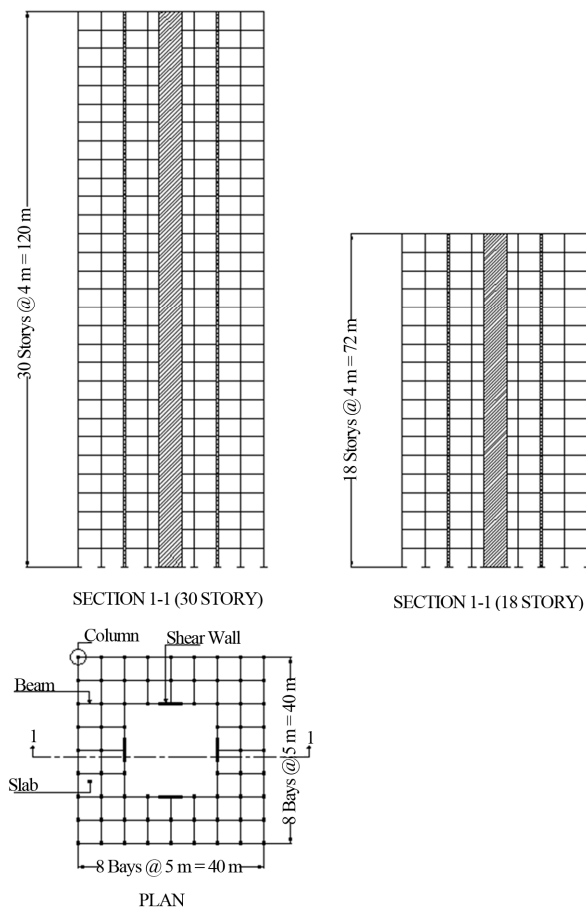 30 Storys @ 4 m = 120 m
18 Storys @ 4 m = 72 m
SECTION 1-1 (30 STORY)
SECTION 1-1 (18 STORY)
Column
Shear Wall
Beam
1
1
Slab
8 Bays @ 5 m = 40 m
8 Bays @ 5 m = 40 m
PLAN